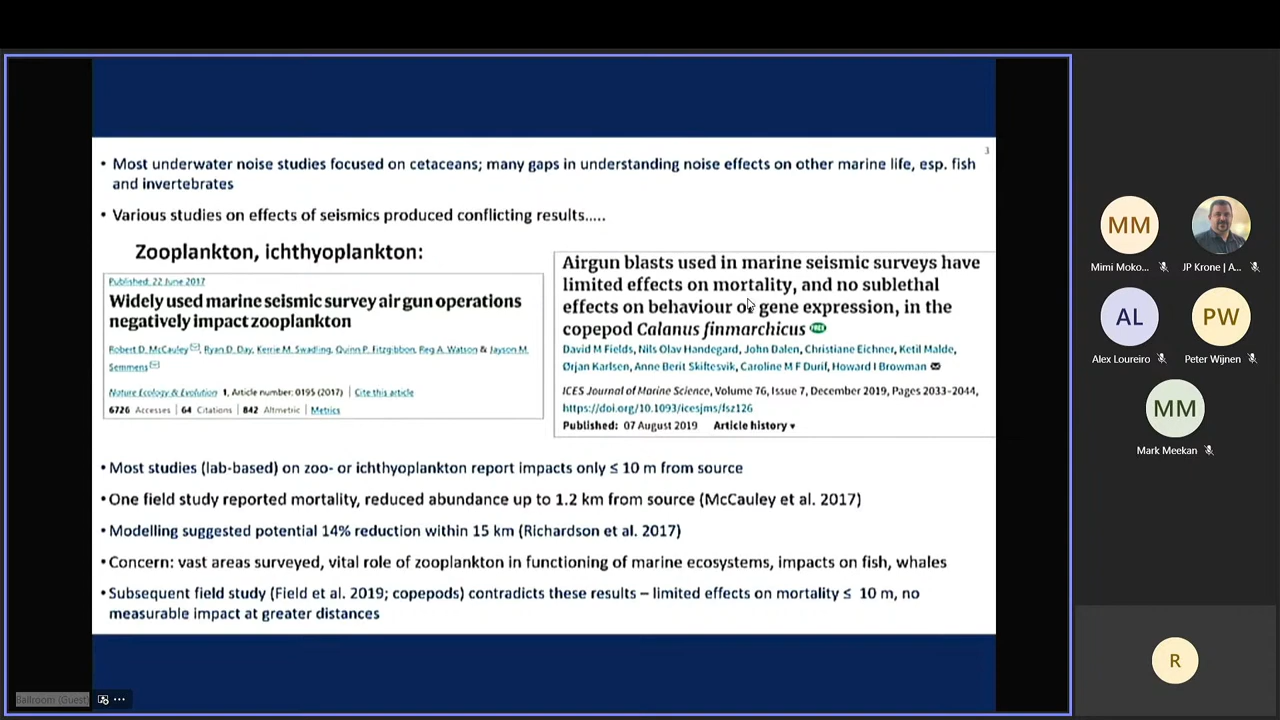 3
• Most underwater noise studies focused on cetaceans; many gaps in understanding noise effects on other marine life, esp. fish
and invertebrates
• Various studies on effects of seismics produced conflicting results.....
Zooplankton, ichthyoplankton:
Published: 22 June 2017
Widely used marine seismic survey air gun operations
negatively impact zooplankton
Robert D. McCauley, Ryan D. Day, Kerrie M. Swadling, Quinn P. Fitzgibbon, Reg A. Watson & Jayson M.
Semmens
Nature Ecology & Evolution 1, Article number: 0195 (2017) | Cite this article
6726 Accesses | 64 Citations | 842 Altmetric | Metrics
Airgun blasts used in marine seismic surveys have
limited effects on mortality, and no sublethal
effects on behaviour or gene expression, in the
copepod Calanus finmarchicus FREE
David M Fields, Nils Olav Handegard, John Dalen, Christiane Eichner, Ketil Malde,
Ørjan Karlsen, Anne Berit Skiftesvik, Caroline M F Durif, Howard I Browman
ICES Journal of Marine Science, Volume 76, Issue 7, December 2019, Pages 2033–2044,
https://doi.org/10.1093/icesjms/fsz126
Published: 07 August 2019 Article history ▾
• Most studies (lab-based) on zoo- or ichthyoplankton report impacts only ≤ 10 m from source
• One field study reported mortality, reduced abundance up to 1.2 km from source (McCauley et al. 2017)
• Modelling suggested potential 14% reduction within 15 km (Richardson et al. 2017)
• Concern: vast areas surveyed, vital role of zooplankton in functioning of marine ecosystems, impacts on fish, whales
• Subsequent field study (Field et al. 2019; copepods) contradicts these results – limited effects on mortality ≤ 10 m, no
measurable impact at greater distances
Ballroom (Guest)
MM
Mimi Moko...
JP Krone | A...
AL
Alex Loureiro
PW
Peter Wijnen
MM
Mark Meekan
R